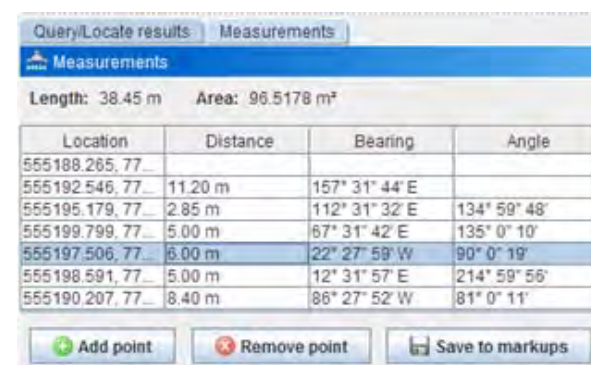 Query/Locate results Measurements
Measurements
Length: 38.45 m Area: 96.5178 m²
Location Distance Bearing Angle
555188.265, 77...
555192.546, 77... 11.20 m 157° 31' 44" E
555195.179, 77... 2.85 m 112° 31' 32" E 134° 59' 48'
555199.799, 77... 5.00 m 67° 31' 42" E 135° 0" 10'
555197.506, 77... 6.00 m 22° 27' 59" W 90° 0" 19'
555198.591, 77... 5.00 m 12° 31' 57" E 214° 59" 56'
555190.207, 77... 8.40 m 86° 27' 52" W 81° 0" 11'
Add point Remove point Save to markups